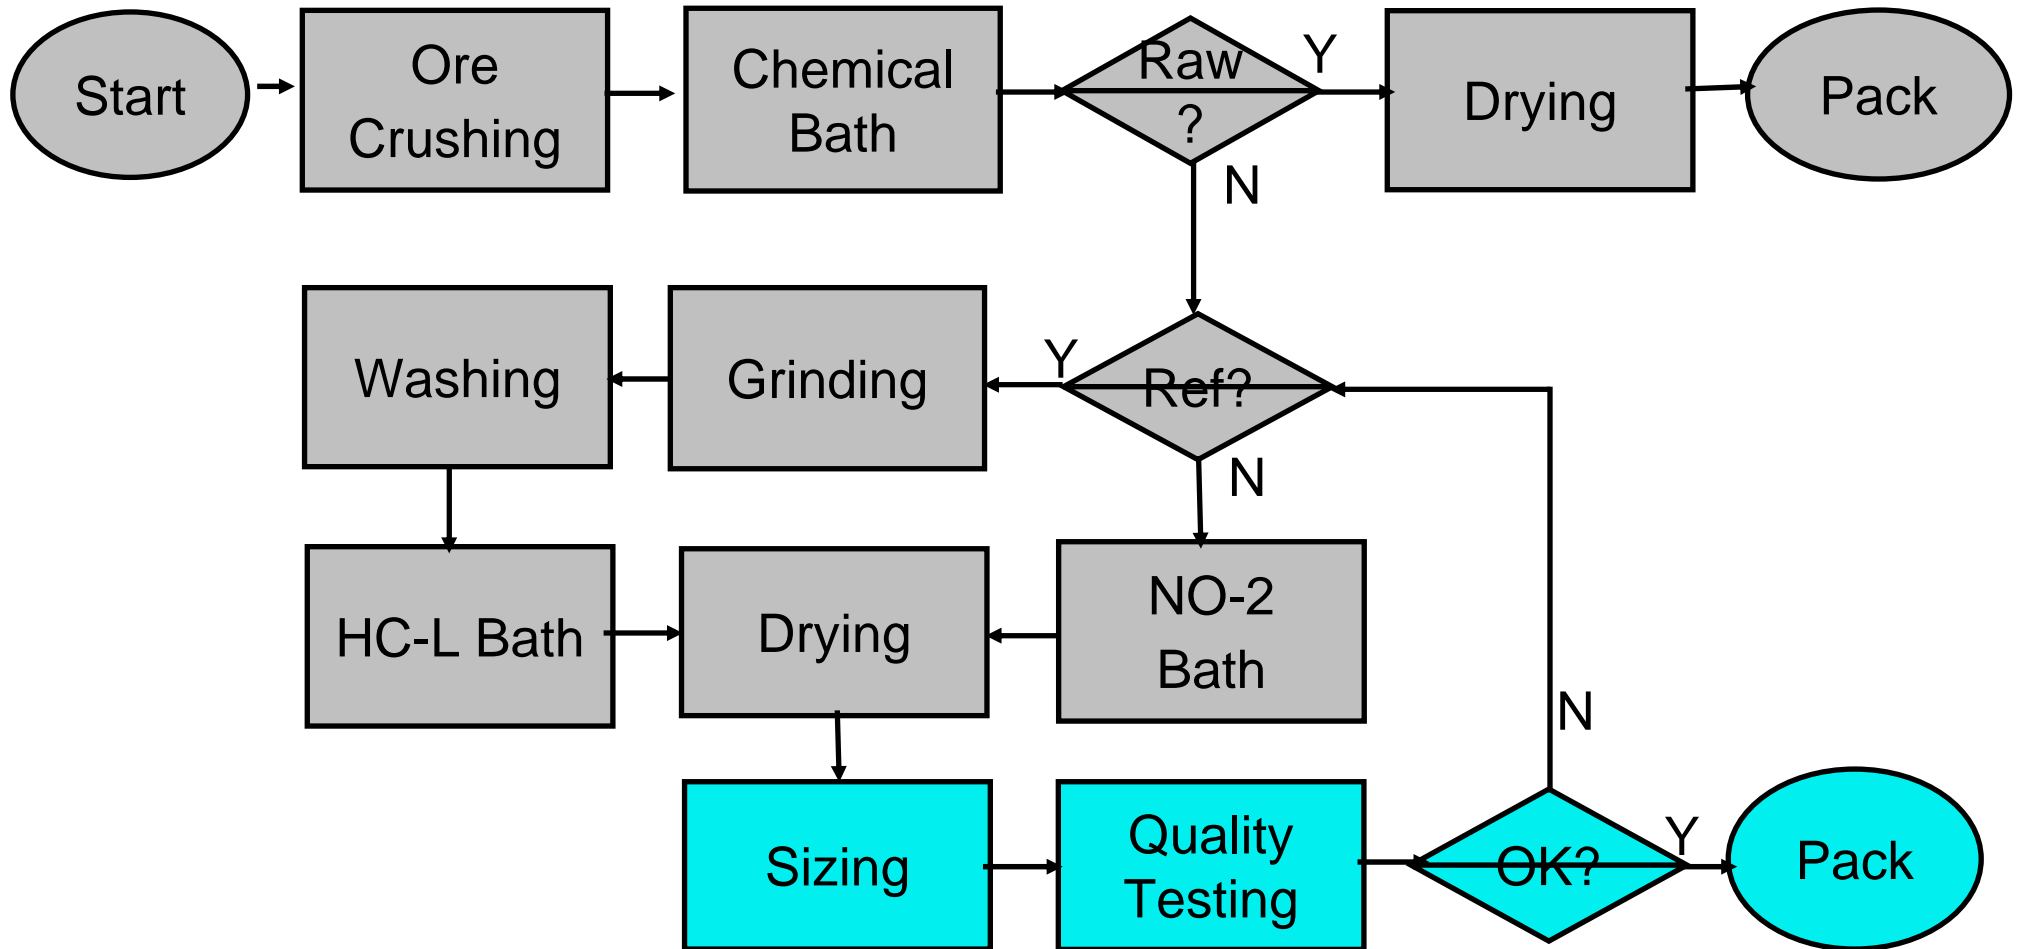 Start
Ore
Crushing
Chemical
Bath
Raw
?
Y
N
Drying
Pack
Washing
Grinding
Y
Ref?
N
HC-L Bath
Drying
NO-2
Bath
N
Sizing
Quality
Testing
OK?
Y
Pack